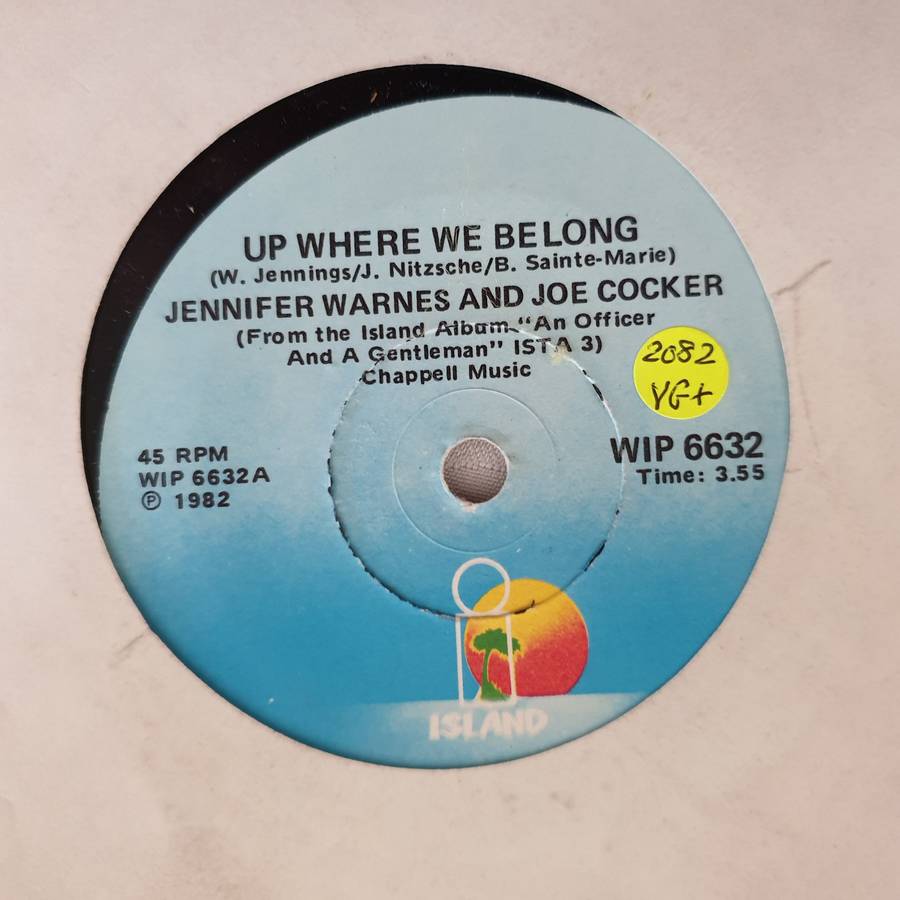 UP WHERE WE BELONG
(W. Jennings/J. Nitzsche/B. Sainte-Marie)
JENNIFER WARNES AND JOE COCKER
(From the Island Album "An Officer
And A Gentleman" ISTA 3)
Chappell Music
2082
VG+
45 RPM
WIP 6632A
Ⓟ 1982
WIP 6632
Time: 3.55
ISLAND